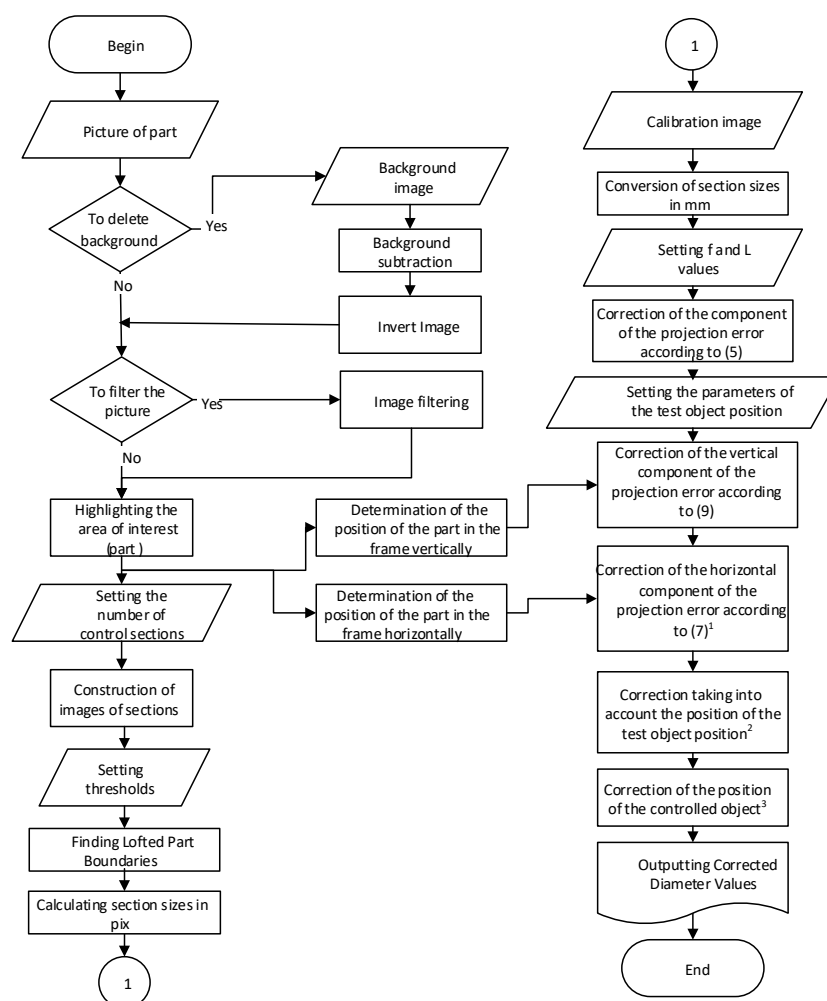 Begin
Picture of part
To delete
background
Yes
No
Background
image
Background
subtraction
Invert Image
To filter the
picture
Yes
No
Image filtering
Highlighting the
area of interest
(part )
Determination of the
position of the part in the
frame vertically
Determination of the
position of the part in the
frame horizontally
Setting the
number of
control sections
Construction of
images of sections
Setting
thresholds
Finding Lofted Part
Boundaries
Calculating section sizes in
pix
1
1
Calibration image
Conversion of section sizes
in mm
Setting f and L
values
Correction of the component
of the projection error
according to (5)
Setting the parameters of
the test object position
Correction of the vertical
component of the
projection error according
to (9)
Correction of the horizontal
component of the
projection error according
to (7)¹
Correction taking into
account the position of the
test object position²
Correction of the position
of the controlled object³
Outputting Corrected
Diameter Values
End